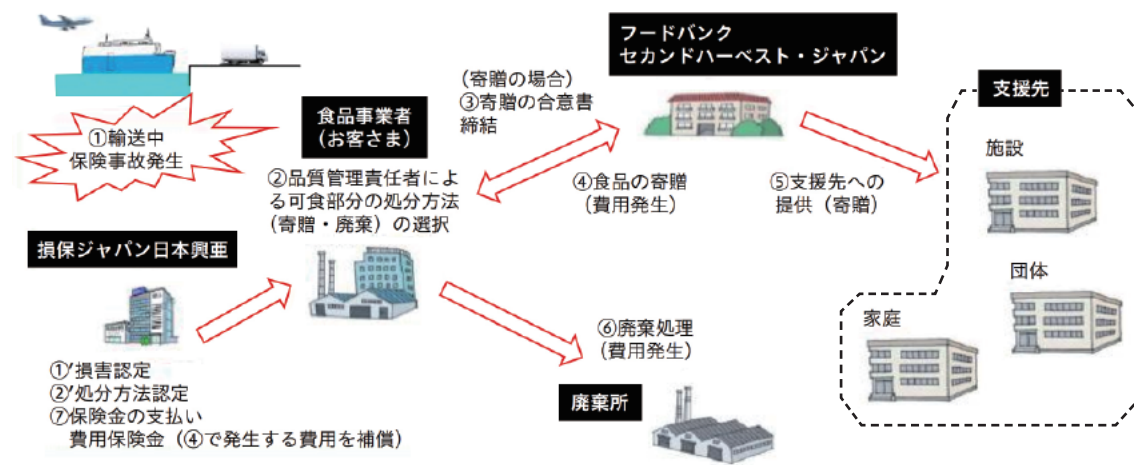 ①輸送中
保険事故発生
損保ジャパン日本興亜
①’損害認定
②’処分方法認定
⑦保険金の支払い
費用保険金（④で発生する費用を補償）
食品事業者
（お客さま）
②品質管理責任者によ
る可食部分の処分方法
（寄贈・廃棄）の選択
（寄贈の場合）
③寄贈の合意書
締結
フードバンク
セカンドハーベスト・ジャパン
④食品の寄贈
（費用発生）
⑤支援先への
提供（寄贈）
⑥廃棄処理
（費用発生）
廃棄所
支援先
施設
団体
家庭